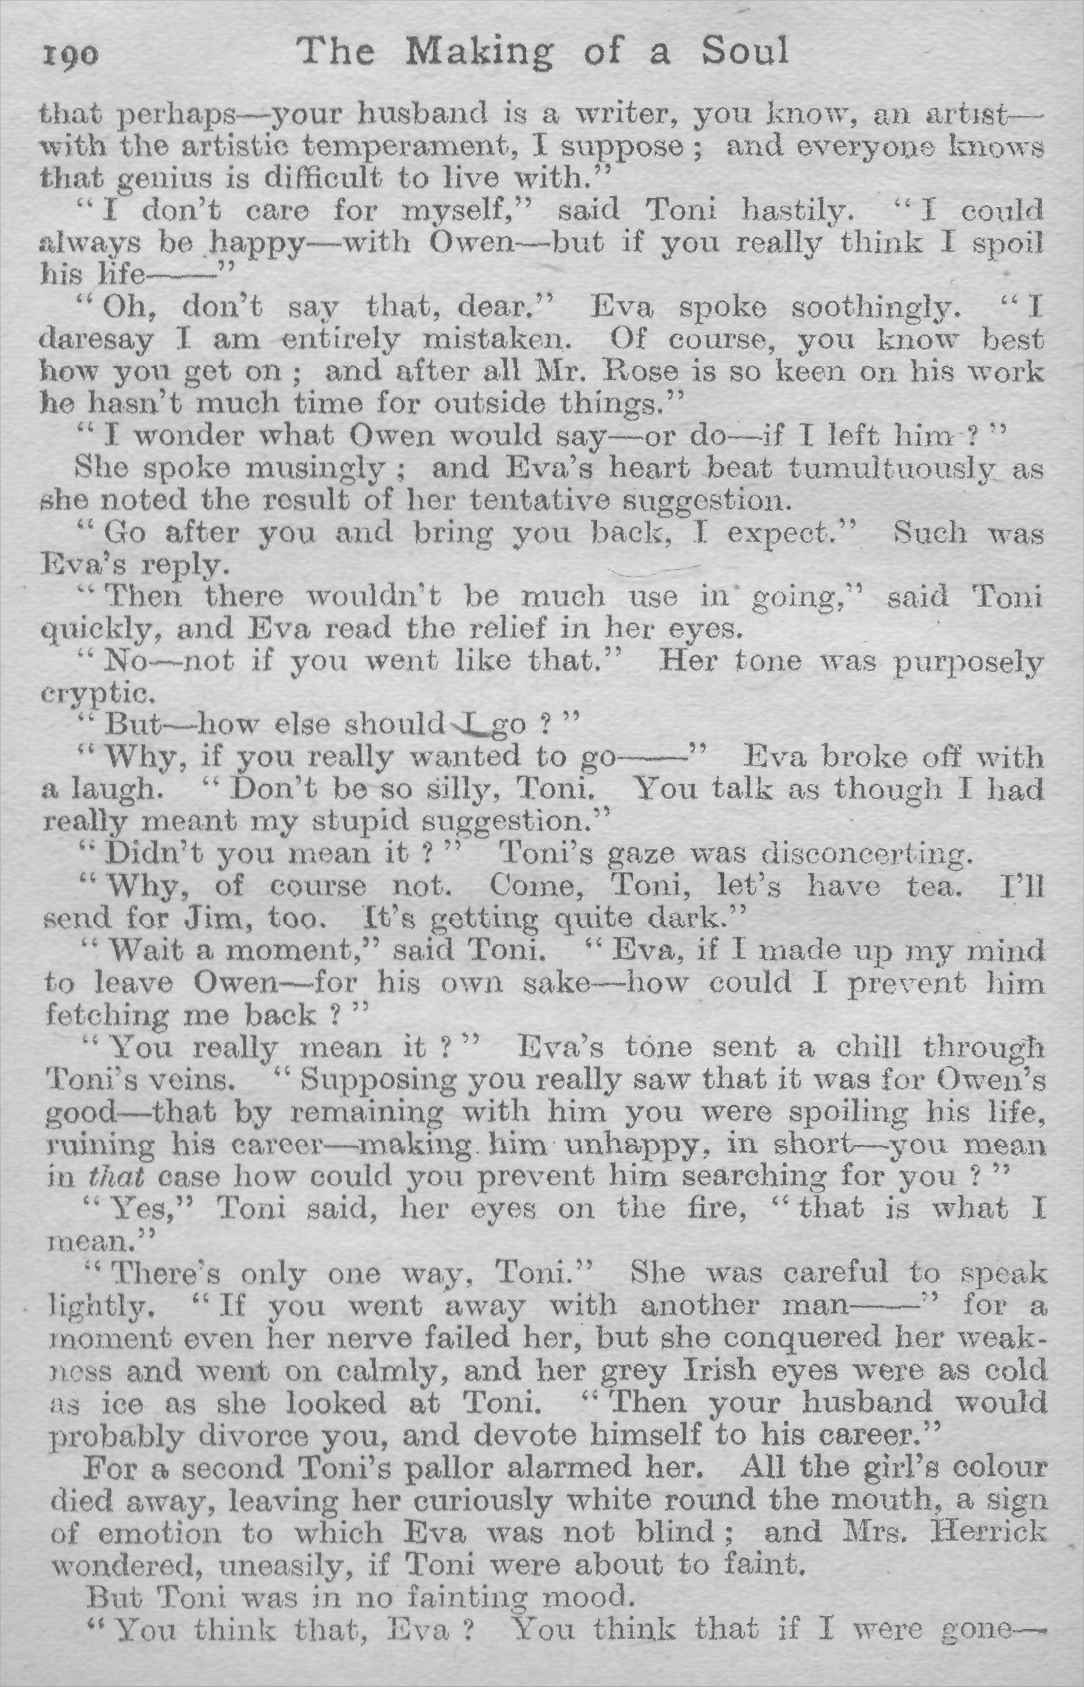 190 The Making of a Soul
that perhaps—your husband is a writer, you know, an artist—
with the artistic temperament, I suppose ; and everyone knows
that genius is difficult to live with.”
“ I don’t care for myself,” said Toni hastily. “ I could
always be happy—with Owen—but if you really think I spoil
his life——”
“ Oh, don’t say that, dear.” Eva spoke soothingly. “ I
daresay I am entirely mistaken. Of course, you know best
how you get on ; and after all Mr. Rose is so keen on his work
he hasn’t much time for outside things.”
“ I wonder what Owen would say—or do—if I left him ? ”
She spoke musingly ; and Eva’s heart beat tumultuously as
she noted the result of her tentative suggestion.
“ Go after you and bring you back, I expect.” Such was
Eva’s reply.
“ Then there wouldn’t be much use in going,” said Toni
quickly, and Eva read the relief in her eyes.
“ No—not if you went like that.” Her tone was purposely
cryptic.
“ But—how else should I go ? ”
“ Why, if you really wanted to go——” Eva broke off with
a laugh. “ Don’t be so silly, Toni. You talk as though I had
really meant my stupid suggestion.”
“ Didn’t you mean it ? ” Toni’s gaze was disconcerting.
“ Why, of course not. Come, Toni, let’s have tea. I’ll
send for Jim, too. It’s getting quite dark.”
“ Wait a moment,” said Toni. “ Eva, if I made up my mind
to leave Owen—for his own sake—how could I prevent him
fetching me back ? ”
“ You really mean it ? ” Eva’s tone sent a chill through
Toni’s veins. “ Supposing you really saw that it was for Owen’s
good—that by remaining with him you were spoiling his life,
ruining his career—making him unhappy, in short—you mean
in that case how could you prevent him searching for you ? ”
“ Yes,” Toni said, her eyes on the fire, “ that is what I
mean.”
“ There’s only one way, Toni.” She was careful to speak
lightly. “ If you went away with another man——” for a
moment even her nerve failed her, but she conquered her weak-
ness and went on calmly, and her grey Irish eyes were as cold
as ice as she looked at Toni. “ Then your husband would
probably divorce you, and devote himself to his career.”
For a second Toni’s pallor alarmed her. All the girl’s colour
died away, leaving her curiously white round the mouth, a sign
of emotion to which Eva was not blind ; and Mrs. Herrick
wondered, uneasily, if Toni were about to faint.
But Toni was in no fainting mood.
“ You think that, Eva ? You think that if I were gone—